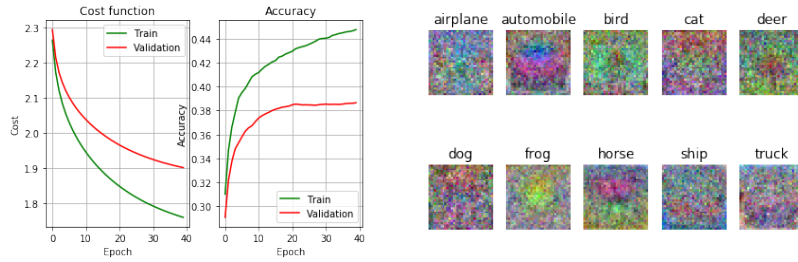 Cost function
2.3
2.2
2.1
2.0
1.9
1.8
Cost
0 10 20 30 40
Epoch
Train
Validation
Accuracy
0.44
0.42
0.40
0.38
0.36
0.34
0.32
0.30
Accuracy
0 10 20 30 40
Epoch
Train
Validation
airplane automobile bird cat deer
dog frog horse ship truck